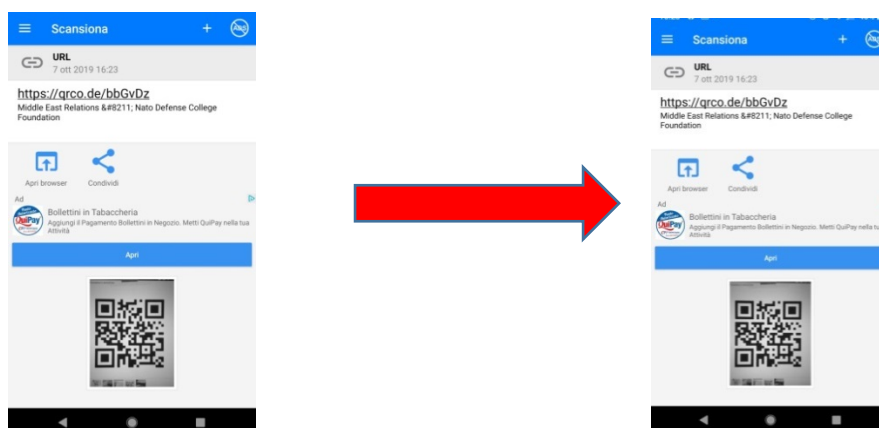 Scansiona
URL
7 ott 2019 16:23
https://qrco.de/bbGvDz
Middle East Relations &#8211; Nato Defense College
Foundation
Apri browser
Condividi
Ad
QuiPay
Bollettini in Tabaccheria
Aggiungi il Pagamento Bollettini in Negozio. Metti QuiPay nella tua
Attività
Apri
Scansiona
URL
7 ott 2019 16:23
https://qrco.de/bbGvDz
Middle East Relations &#8211; Nato Defense College
Foundation
Apri browser
Condividi
Ad
QuiPay
Bollettini in Tabaccheria
Aggiungi il Pagamento Bollettini in Negozio. Metti QuiPay nella
Attività
Apri